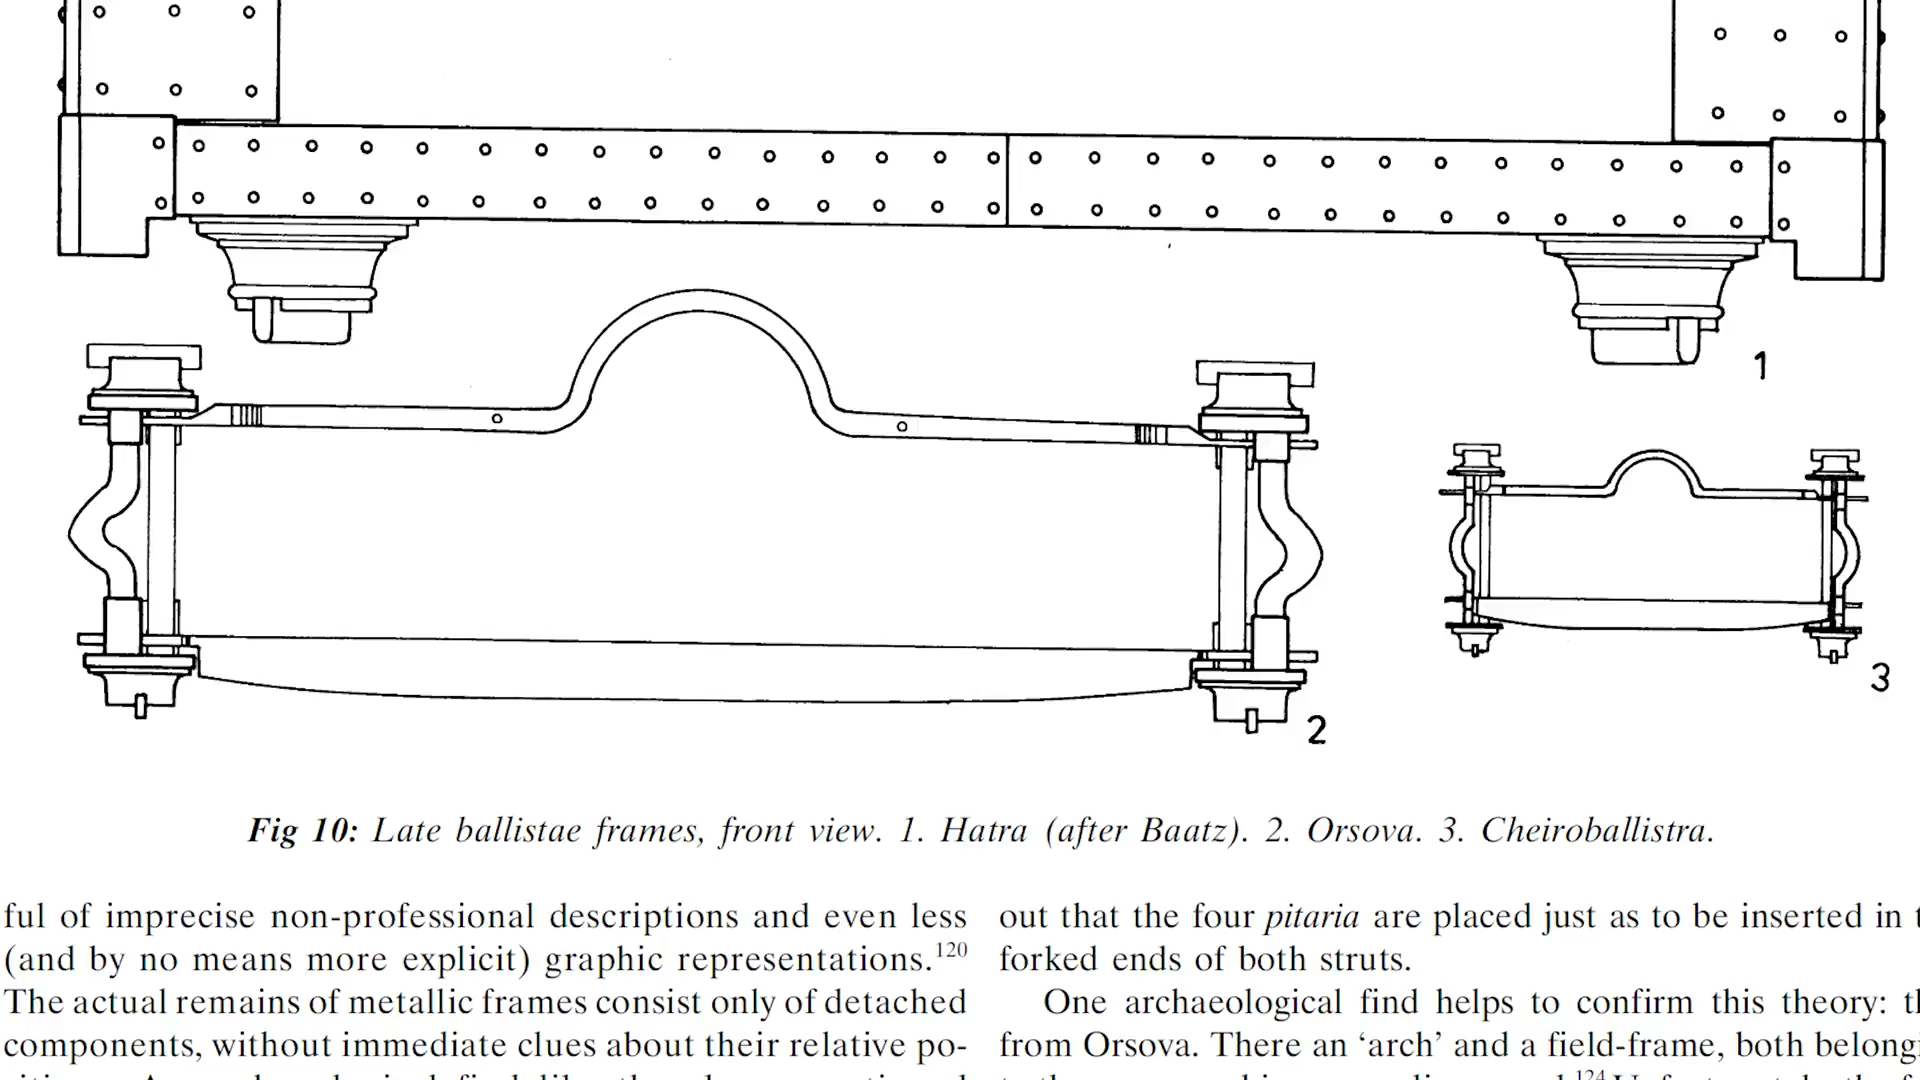 1
2
3
Fig 10: Late ballistae frames, front view. 1. Hatra (after Baatz). 2. Orsova. 3. Cheiroballistra.
ful of imprecise non-professional descriptions and even less
(and by no means more explicit) graphic representations.120
The actual remains of metallic frames consist only of detached
components, without immediate clues about their relative po-
out that the four pitaria are placed just as to be inserted in
forked ends of both struts.
One archaeological find helps to confirm this theory:
from Orsova. There an ‘arch’ and a field-frame, both